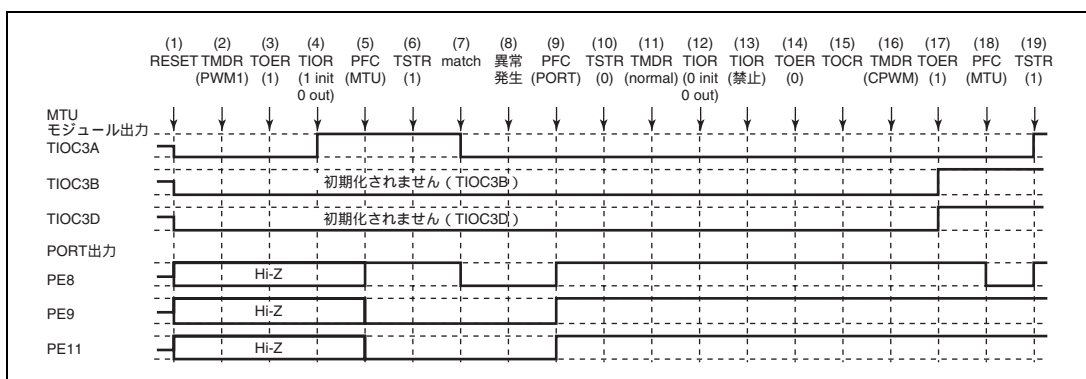 (1) (2) (3) (4) (5) (6) (7) (8) (9) (10) (11) (12) (13) (14) (15) (16) (17) (18) (19)
RESET TMDR TOER TIOR PFC TSTR match 異常 PFC TSTR TMDR TIOR TIOR TOER TOCR TMDR TOER PFC TSTR
(PWM1) (1) (1 init (MTU) (1) 発生 (PORT) (0) (normal) (0 init (禁止) (0) (CPWM) (1) (MTU) (1)
0 out) 0 out)
MTU
モジュール出力
TIOC3A
TIOC3B 初期化されません(TIOC3B)
TIOC3D 初期化されません(TIOC3D)
PORT出力
PE8 Hi-Z
PE9 Hi-Z
PE11 Hi-Z